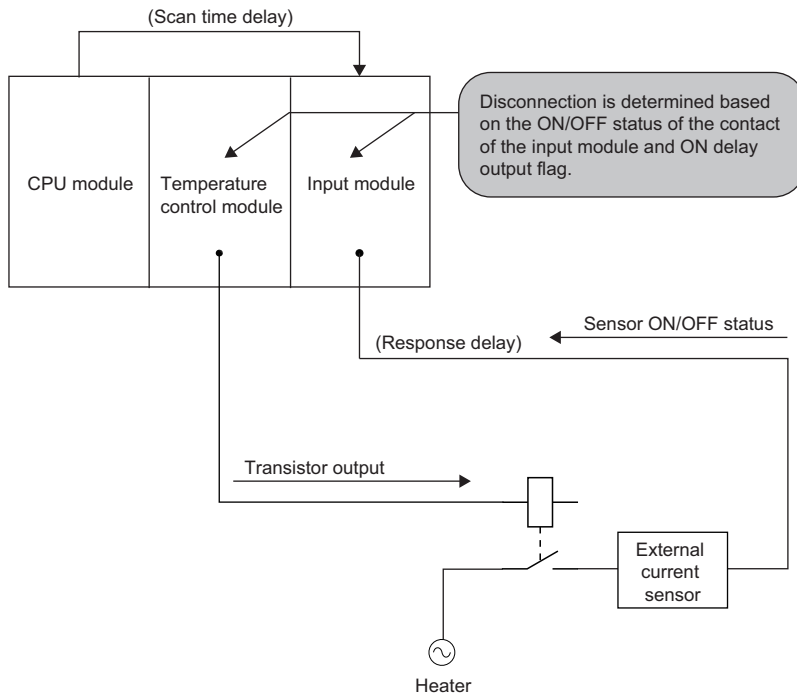 (Scan time delay)
Disconnection is determined based
on the ON/OFF status of the contact
of the input module and ON delay
output flag.
CPU module
Temperature
control module
Input module
Sensor ON/OFF status
(Response delay)
Transistor output
External
current
sensor
Heater